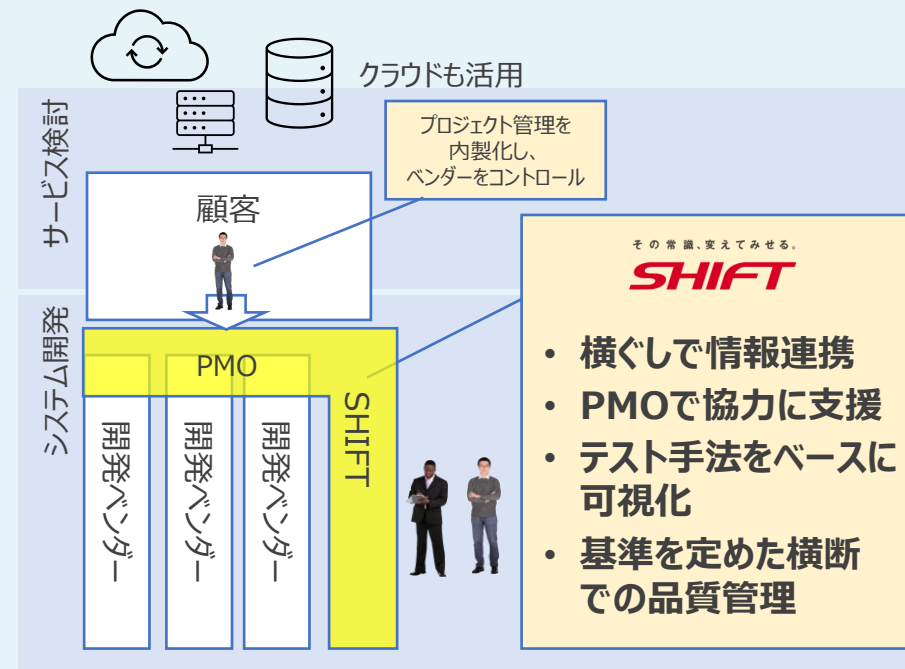 クラウドも活用
サービス検討
プロジェクト管理を
内製化し、
ベンダーをコントロール
顧客
システム開発
PMO
SHIFT
開発ベンダー
開発ベンダー
開発ベンダー
その常識、変えてみせる。
SHIFT
• 横ぐしで情報連携
• PMOで協力に支援
• テスト手法をベースに
可視化
• 基準を定めた横断
での品質管理